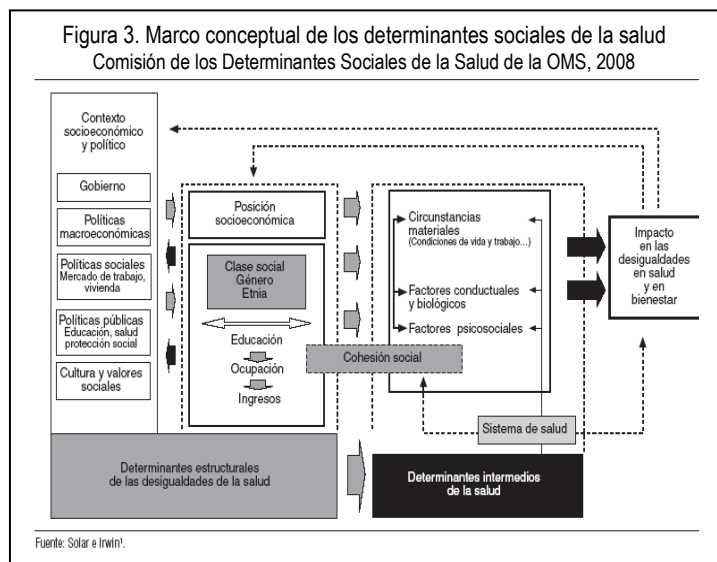 Figura 3. Marco conceptual de los determinantes sociales de la salud
Comisión de los Determinantes Sociales de la Salud de la OMS, 2008
Contexto
socioeconómico
y político
Gobierno
Políticas
macroeconómicas
Políticas sociales
Mercado de trabajo,
vivienda
Políticas públicas
Educación, salud
protección social
Cultura y valores
sociales
Posición
socioeconómica
Clase social
Género
Etnia
Educación
Ocupación
Ingresos
Cohesión social
Circunstancias
materiales
(Condiciones de vida y trabajo...)
Factores conductuales
y biológicos
Factores psicosociales
Sistema de salud
Impacto
en las
desigualdades
en salud
y en
bienestar
Determinantes estructurales
de las desigualdades de la salud
Determinantes intermedios
de la salud
Fuente: Solar e Irwin¹.